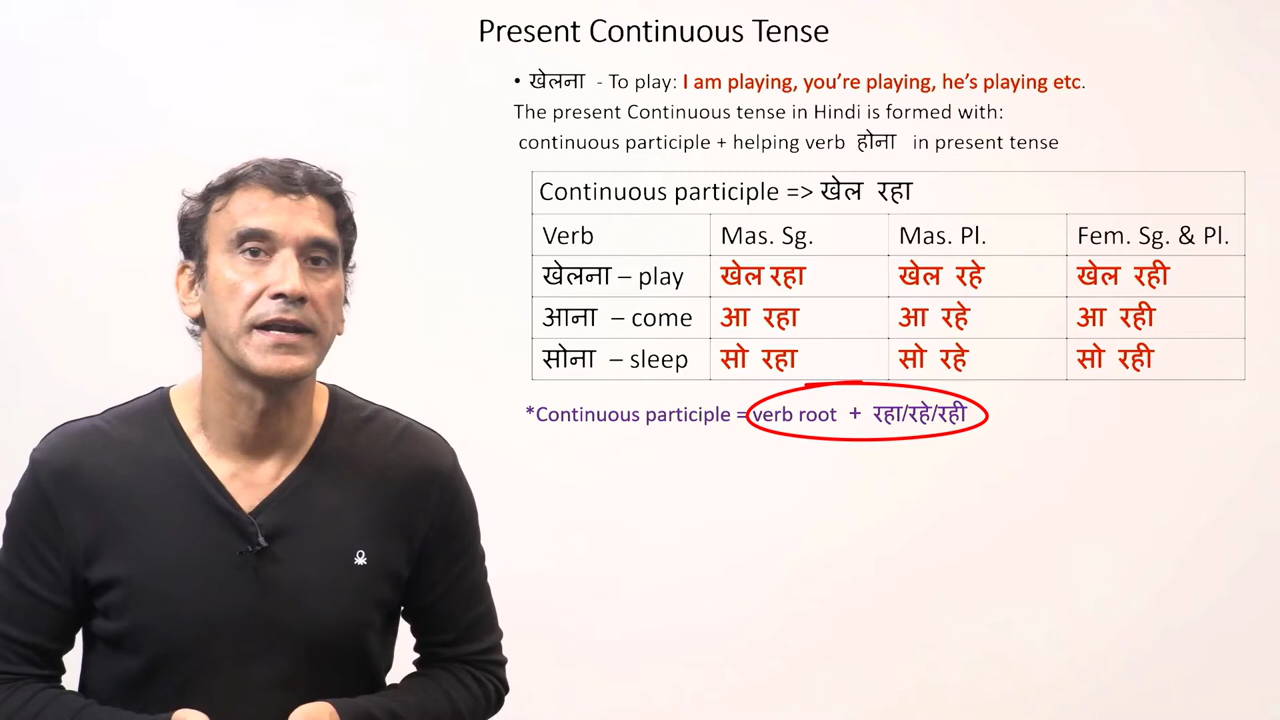 Present Continuous Tense
• खेलना - To play: I am playing, you're playing, he's playing etc.
The present Continuous tense in Hindi is formed with:
continuous participle + helping verb होना in present tense
Continuous participle => खेल रहा
Verb Mas. Sg. Mas. Pl. Fem. Sg. & Pl.
खेलना – play खेल रहा खेल रहे खेल रही
आना – come आ रहा आ रहे आ रही
सोना – sleep सो रहा सो रहे सो रही
*Continuous participle = verb root + रहा/रहे/रही